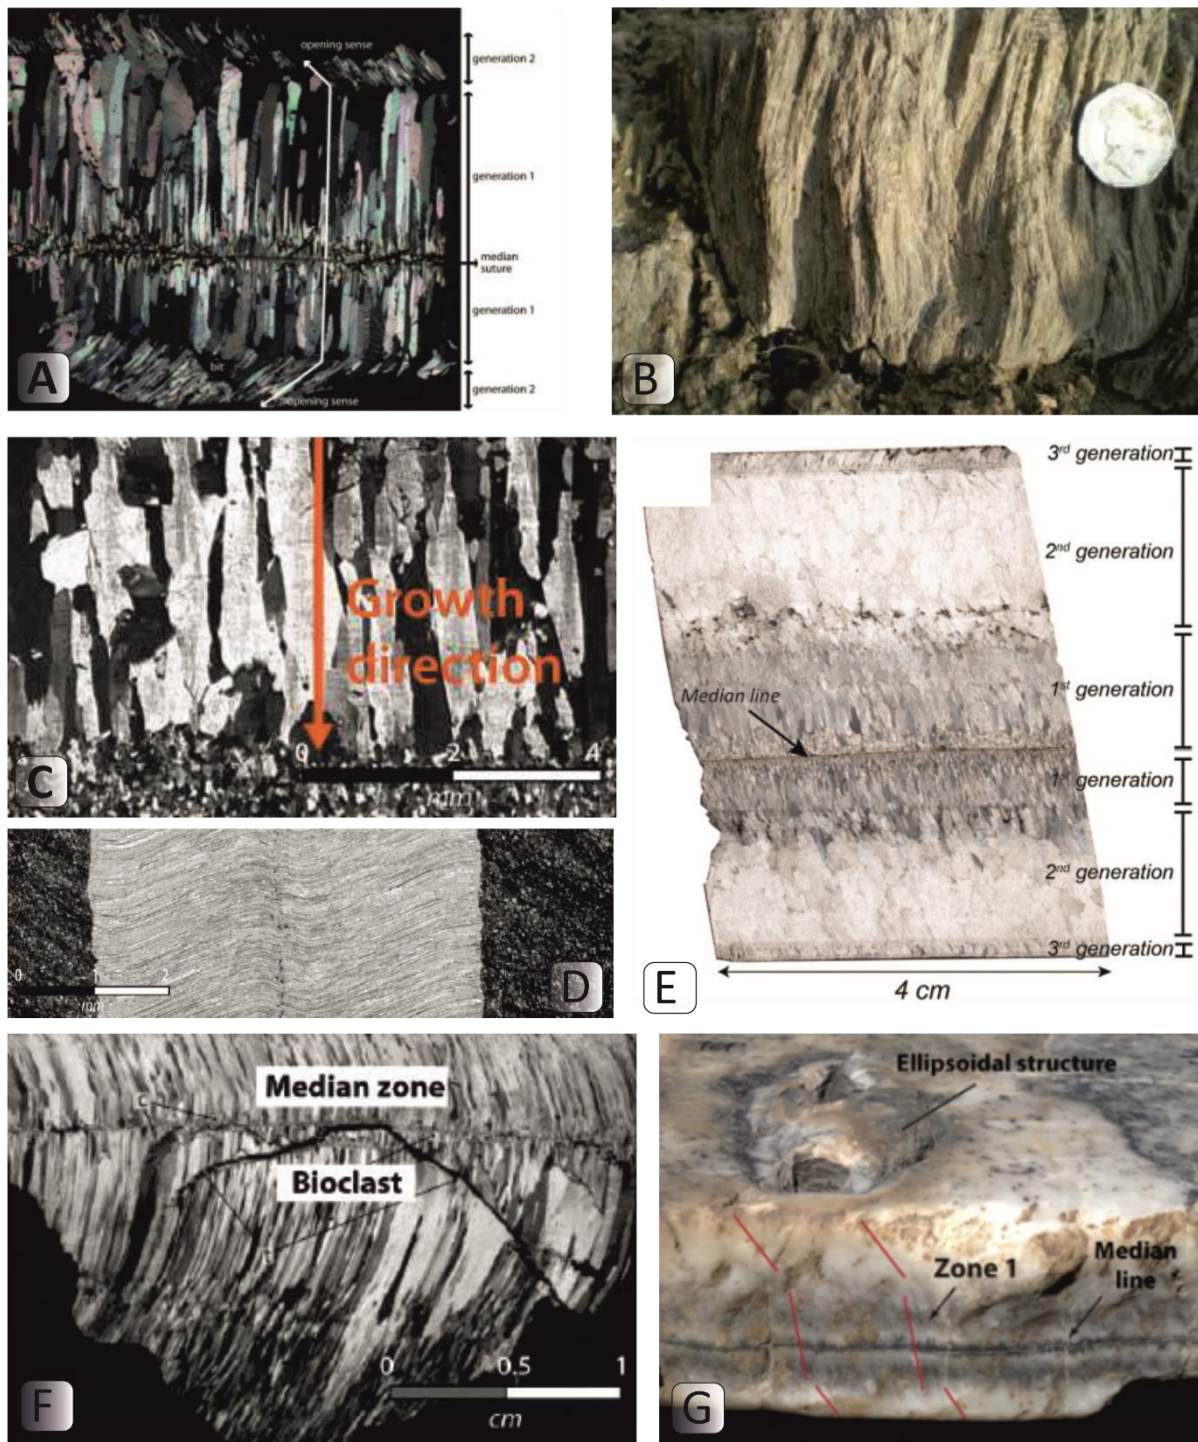 opening sense
generation 2
generation 1
median
suture
generation 1
bit
generation 2
opening sense
A
B
Growth
direction
0 2 4
mm
C
0 1 2
mm
D
3rd generation
2nd generation
1st generation
Median line
1st generation
2nd generation
3rd generation
4 cm
E
Median zone
c
Bioclast
0 0.5 1
cm
F
Ellipsoidal structure
Zone 1
Median
line
G